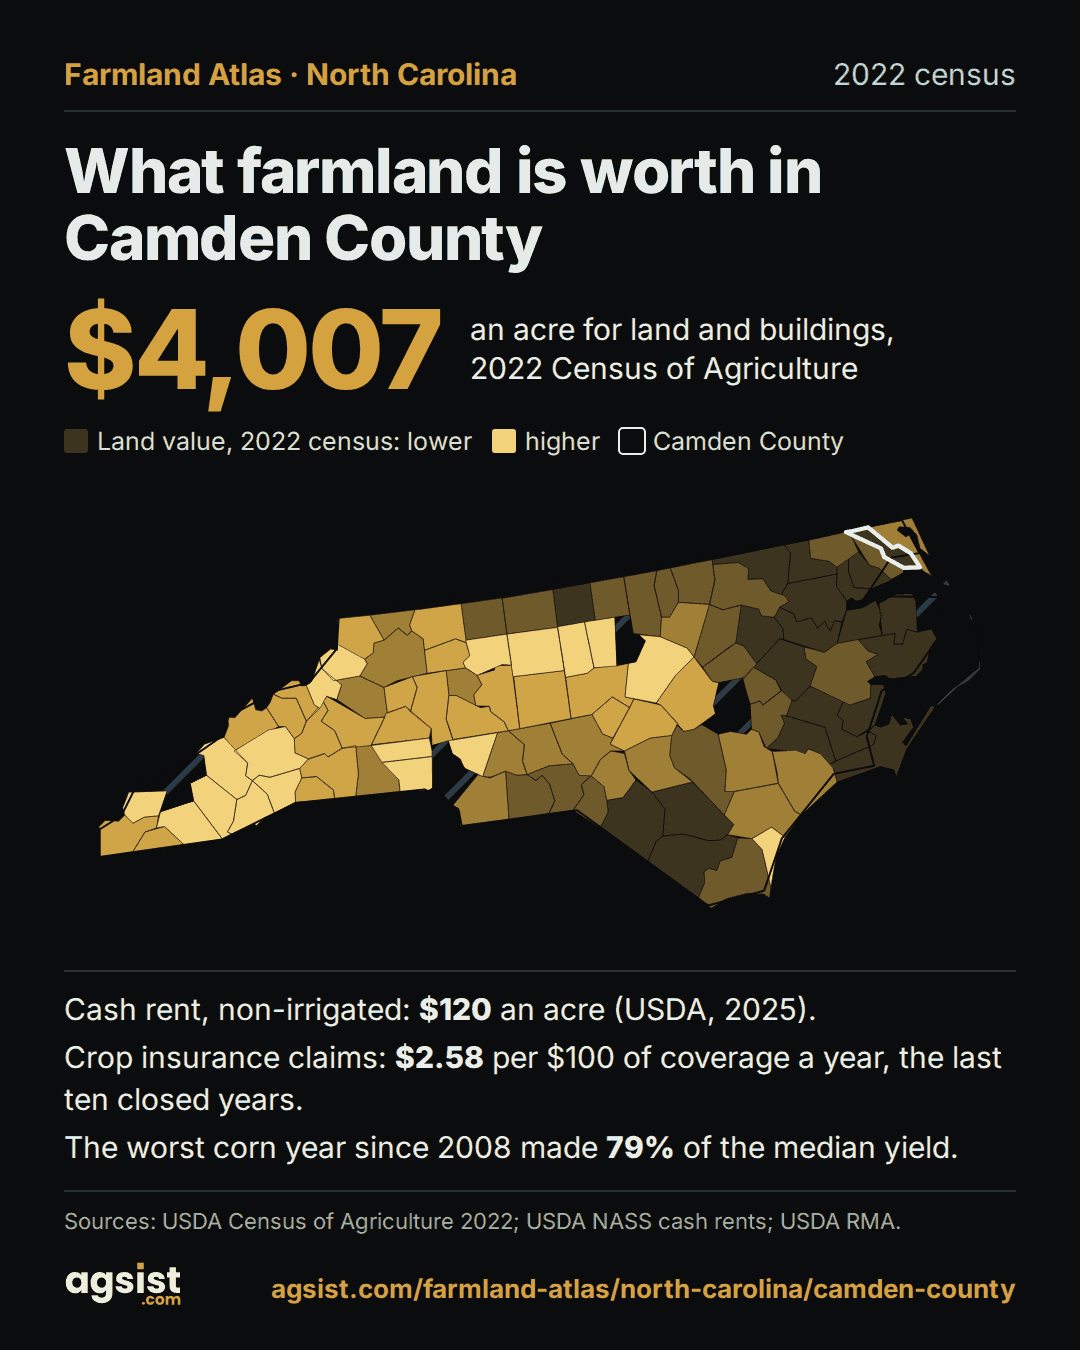 Farmland Atlas · North Carolina
2022 census
What farmland is worth in
Camden County
$4,007
an acre for land and buildings,
2022 Census of Agriculture
Land value, 2022 census: lower
higher
Camden County
Cash rent, non-irrigated: $120 an acre (USDA, 2025).
Crop insurance claims: $2.58 per $100 of coverage a year, the last
ten closed years.
The worst corn year since 2008 made 79% of the median yield.
Sources: USDA Census of Agriculture 2022; USDA NASS cash rents; USDA RMA.
agsist
.com
agsist.com/farmland-atlas/north-carolina/camden-county